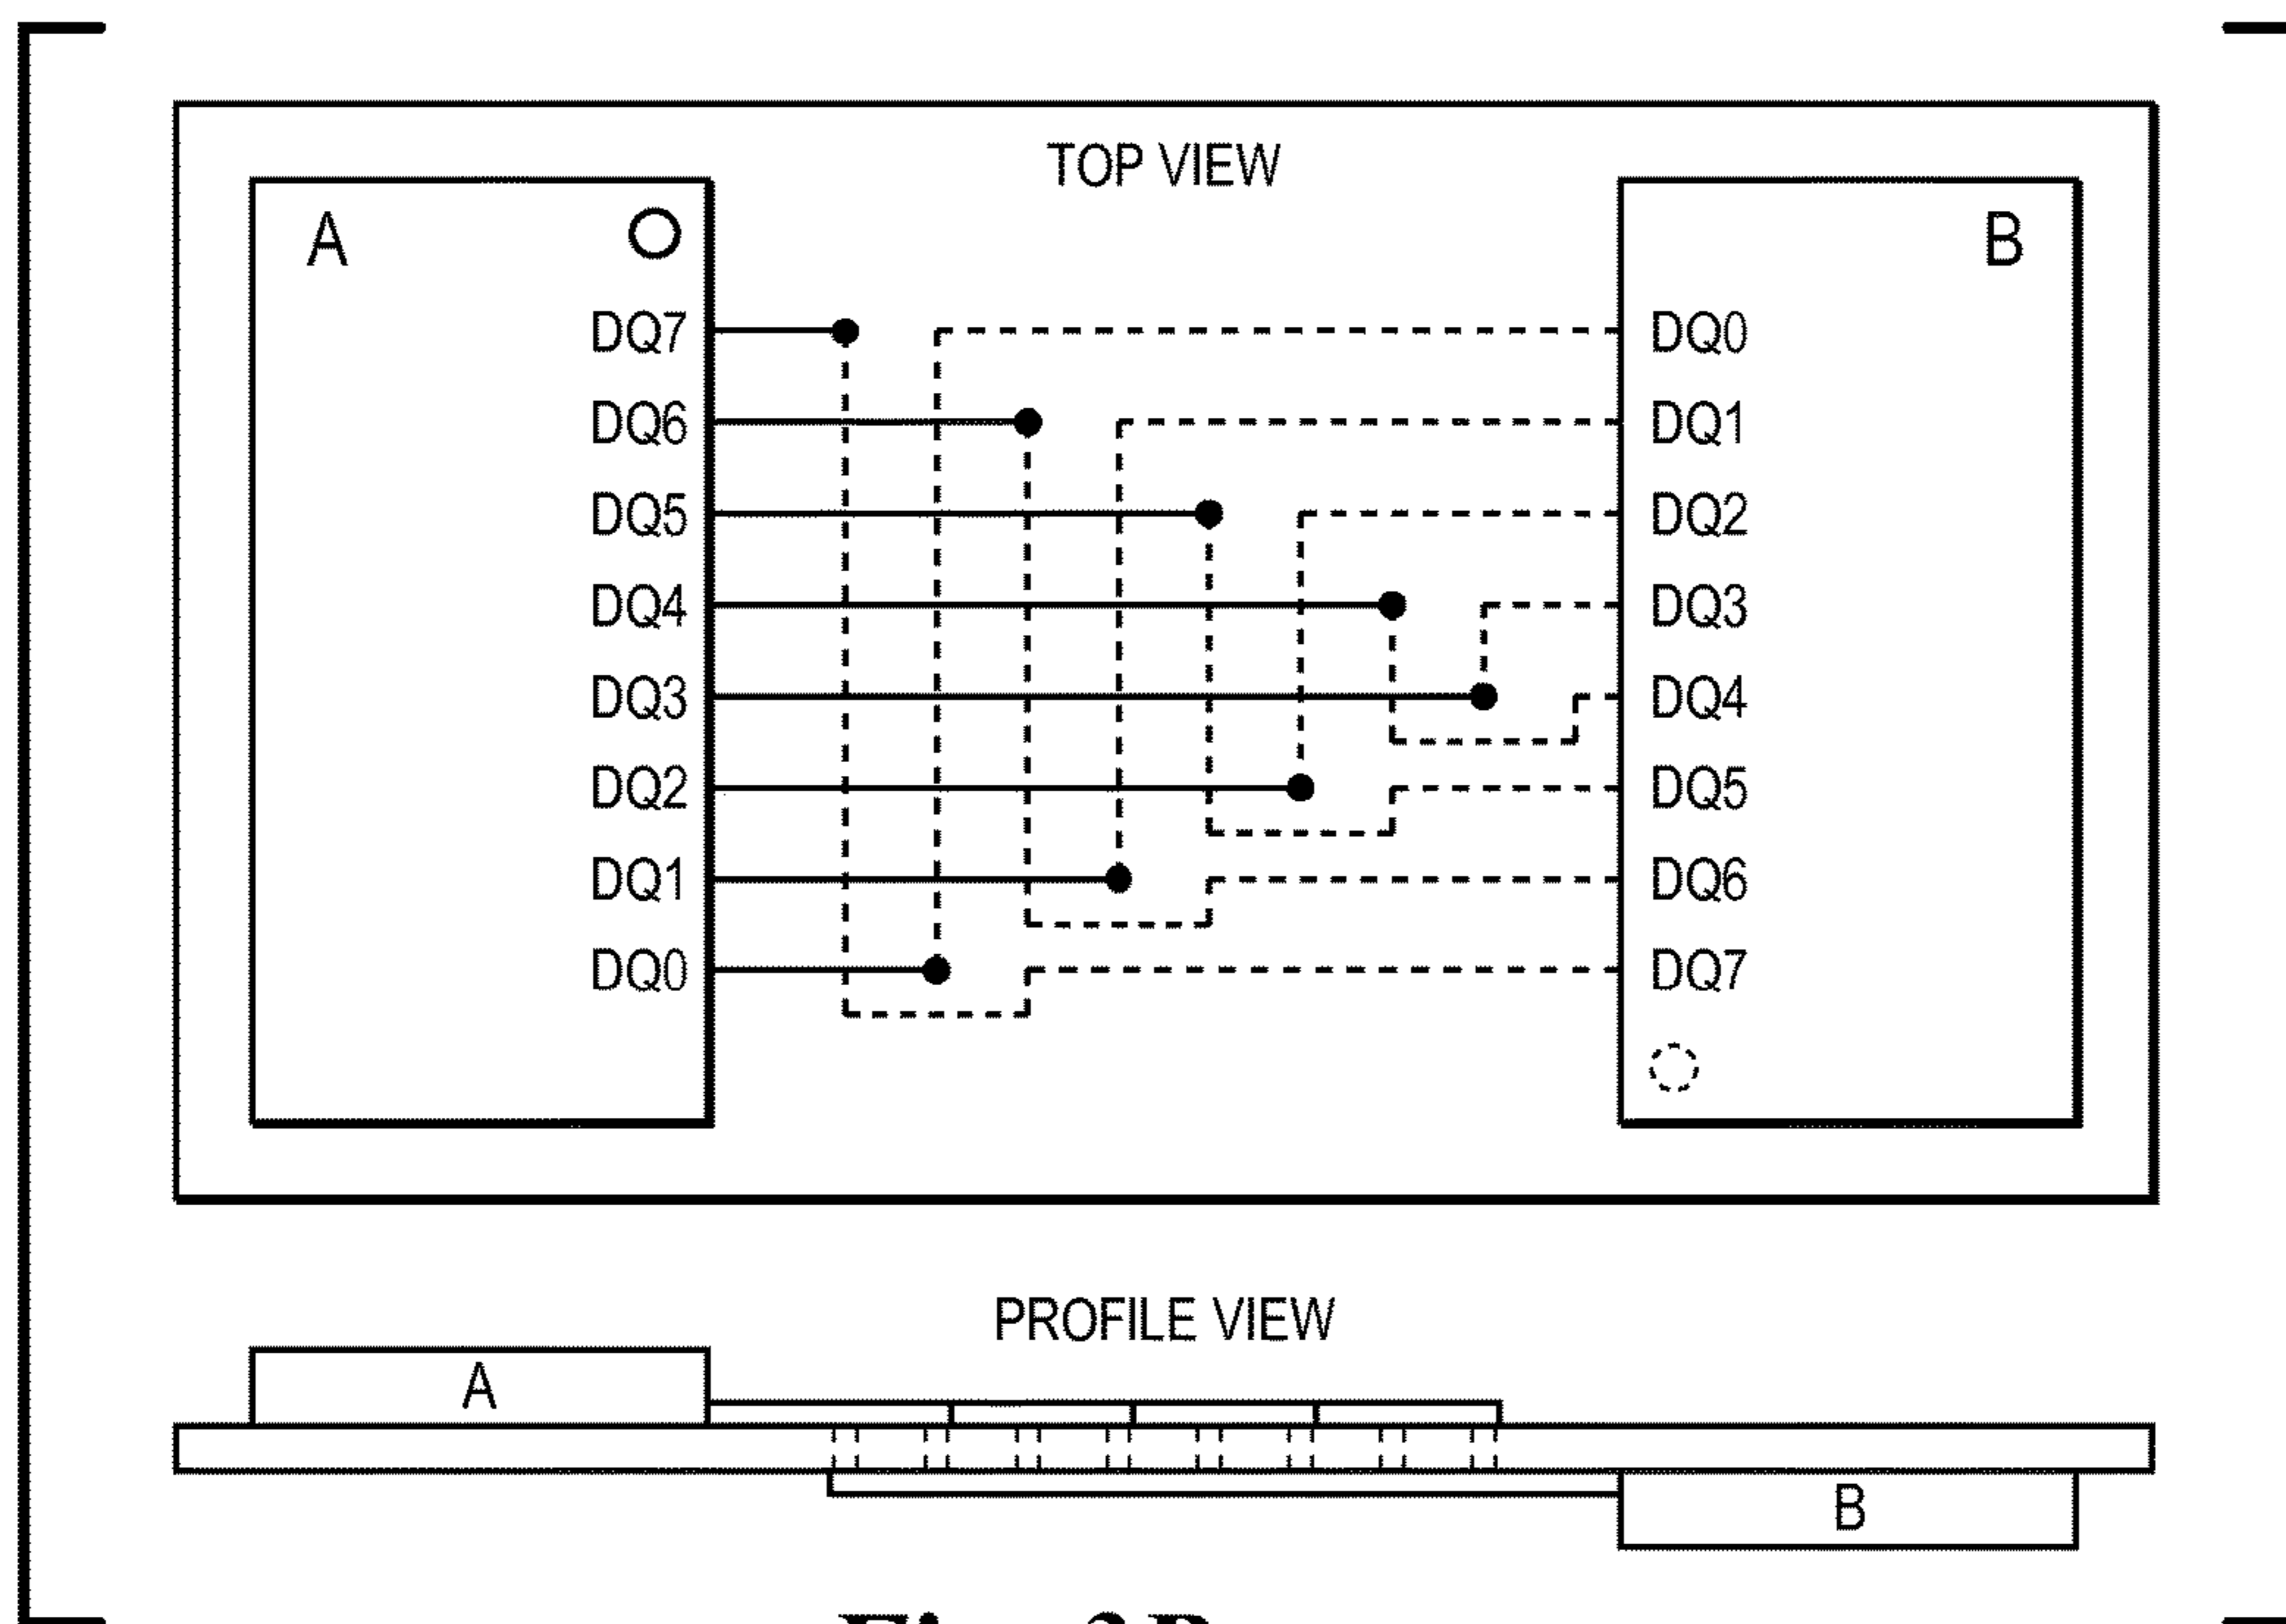 TOP VIEW
A
B
DQ7 DQ0
DQ6 DQ1
DQ5 DQ2
DQ4 DQ3
DQ3 DQ4
DQ2 DQ5
DQ1 DQ6
DQ0 DQ7
PROFILE VIEW
A
B